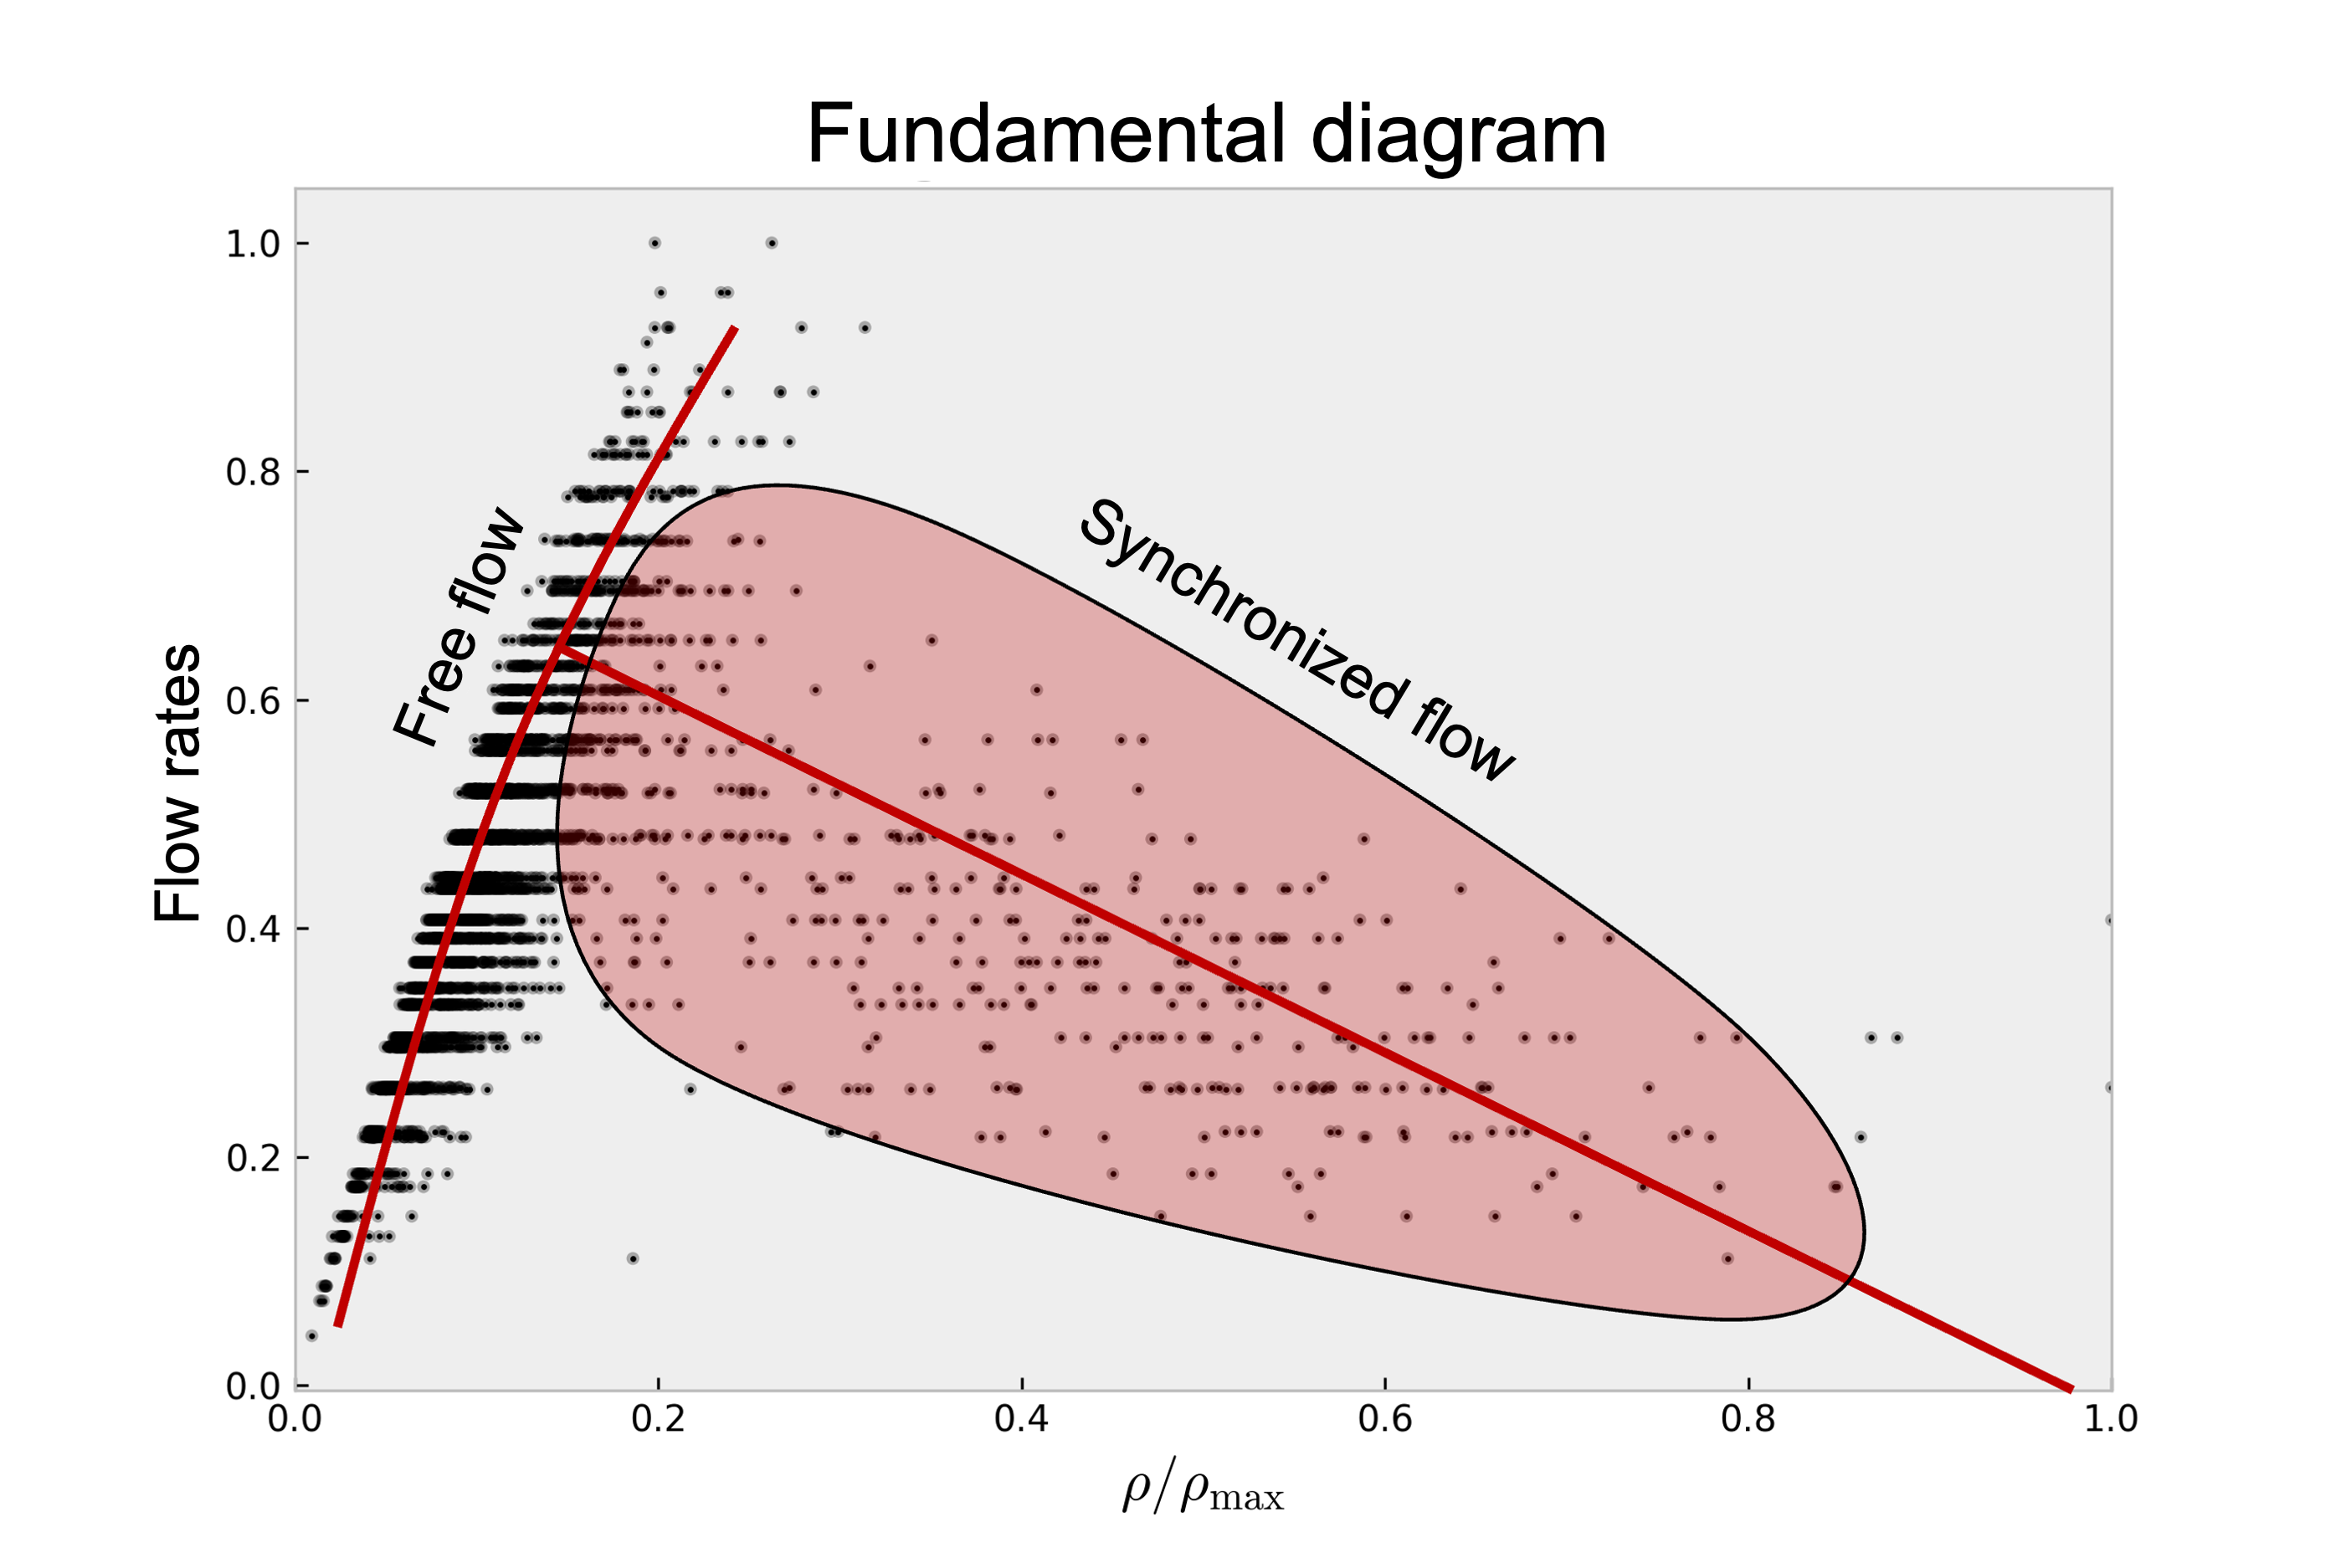 Fundamental diagram
1.0
0.8
0.6
0.4
0.2
0.0
Flow rates
Free flow
Synchronized flow
0.0 0.2 0.4 0.6 0.8 1.0
ρ/ρmax